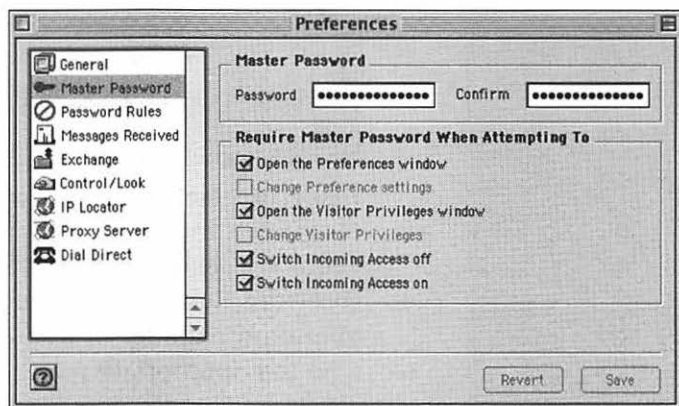 Preferences
General
Master Password
Password Rules
Messages Received
Exchange
Control/Look
IP Locator
Proxy Server
Dial Direct
Master Password
Password ●●●●●●●●●●●●●● Confirm ●●●●●●●●●●●●●●
Require Master Password When Attempting To
Open the Preferences window
Change Preference settings
Open the Visitor Privileges window
Change Visitor Privileges
Switch Incoming Access off
Switch Incoming Access on
?
Revert Save